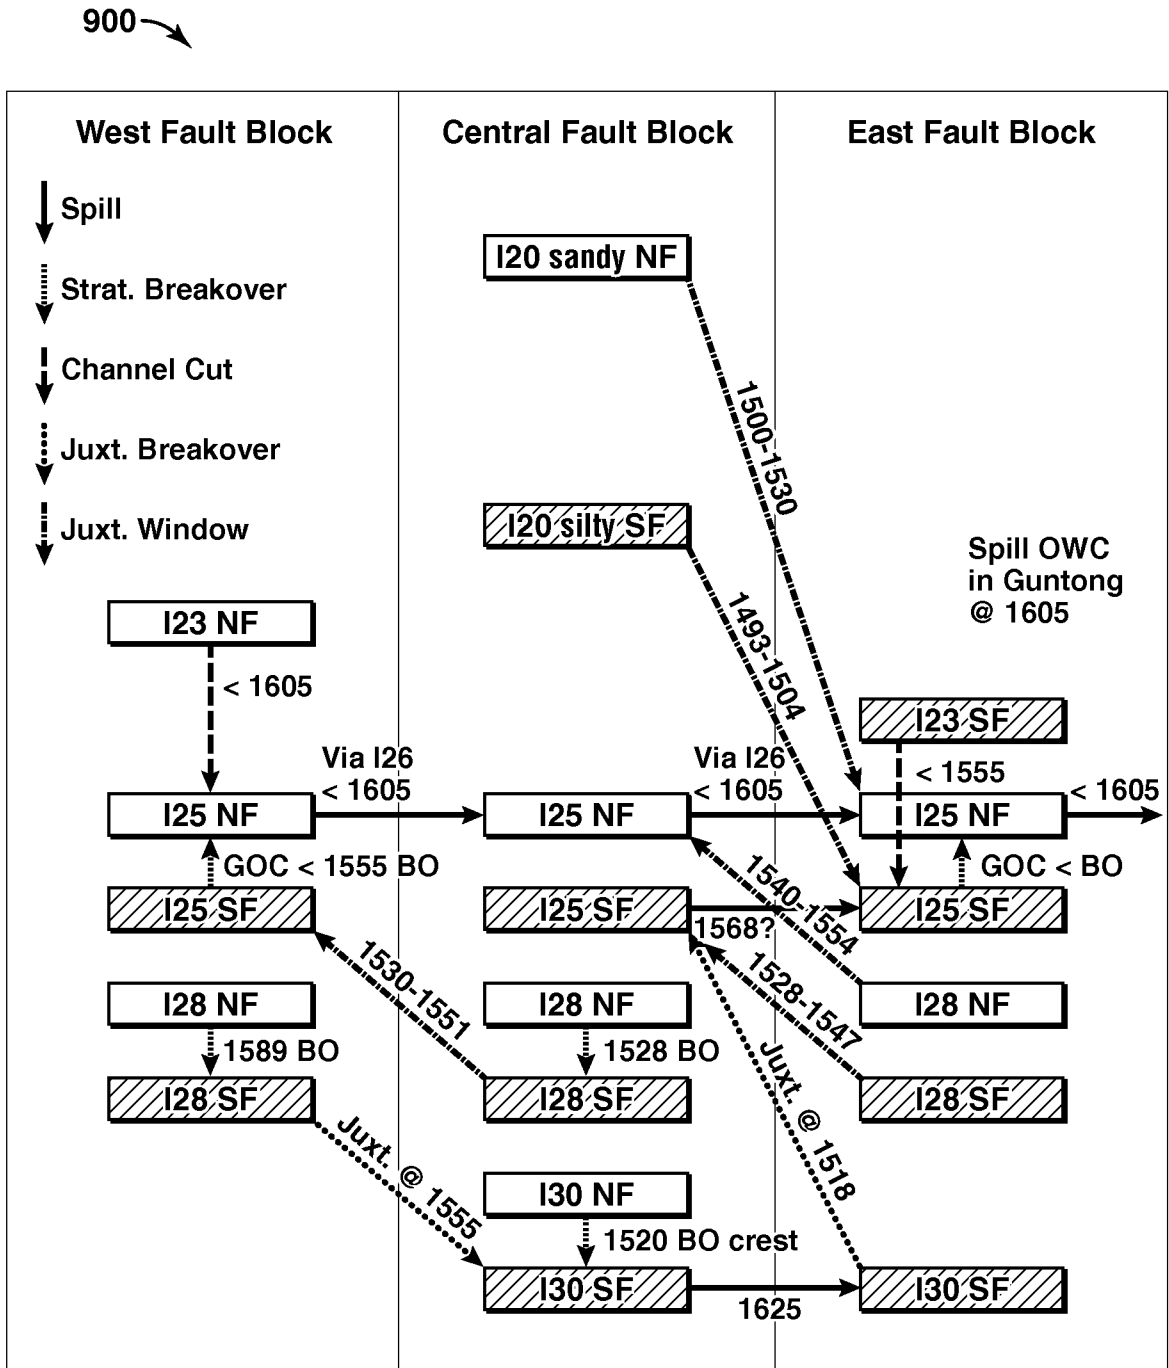 900
West Fault Block
Central Fault Block
East Fault Block
Spill
Strat. Breakover
Channel Cut
Juxt. Breakover
Juxt. Window
I20 sandy NF
1500-1530
I20 silty SF
1493-1504
Spill OWC
in Guntong
@ 1605
I23 NF
< 1605
I23 SF
< 1555
Via I26
< 1605
Via I26
< 1605
< 1605
I25 NF
I25 NF
I25 NF
GOC < 1555 BO
1540-1554
GOC < BO
I25 SF
I25 SF
I25 SF
1568?
1530-1551
1528-1547
I28 NF
I28 NF
I28 NF
1589 BO
1528 BO
I28 SF
I28 SF
I28 SF
Juxt. @ 1555
Juxt. @ 1518
I30 NF
1520 BO crest
I30 SF
I30 SF
1625